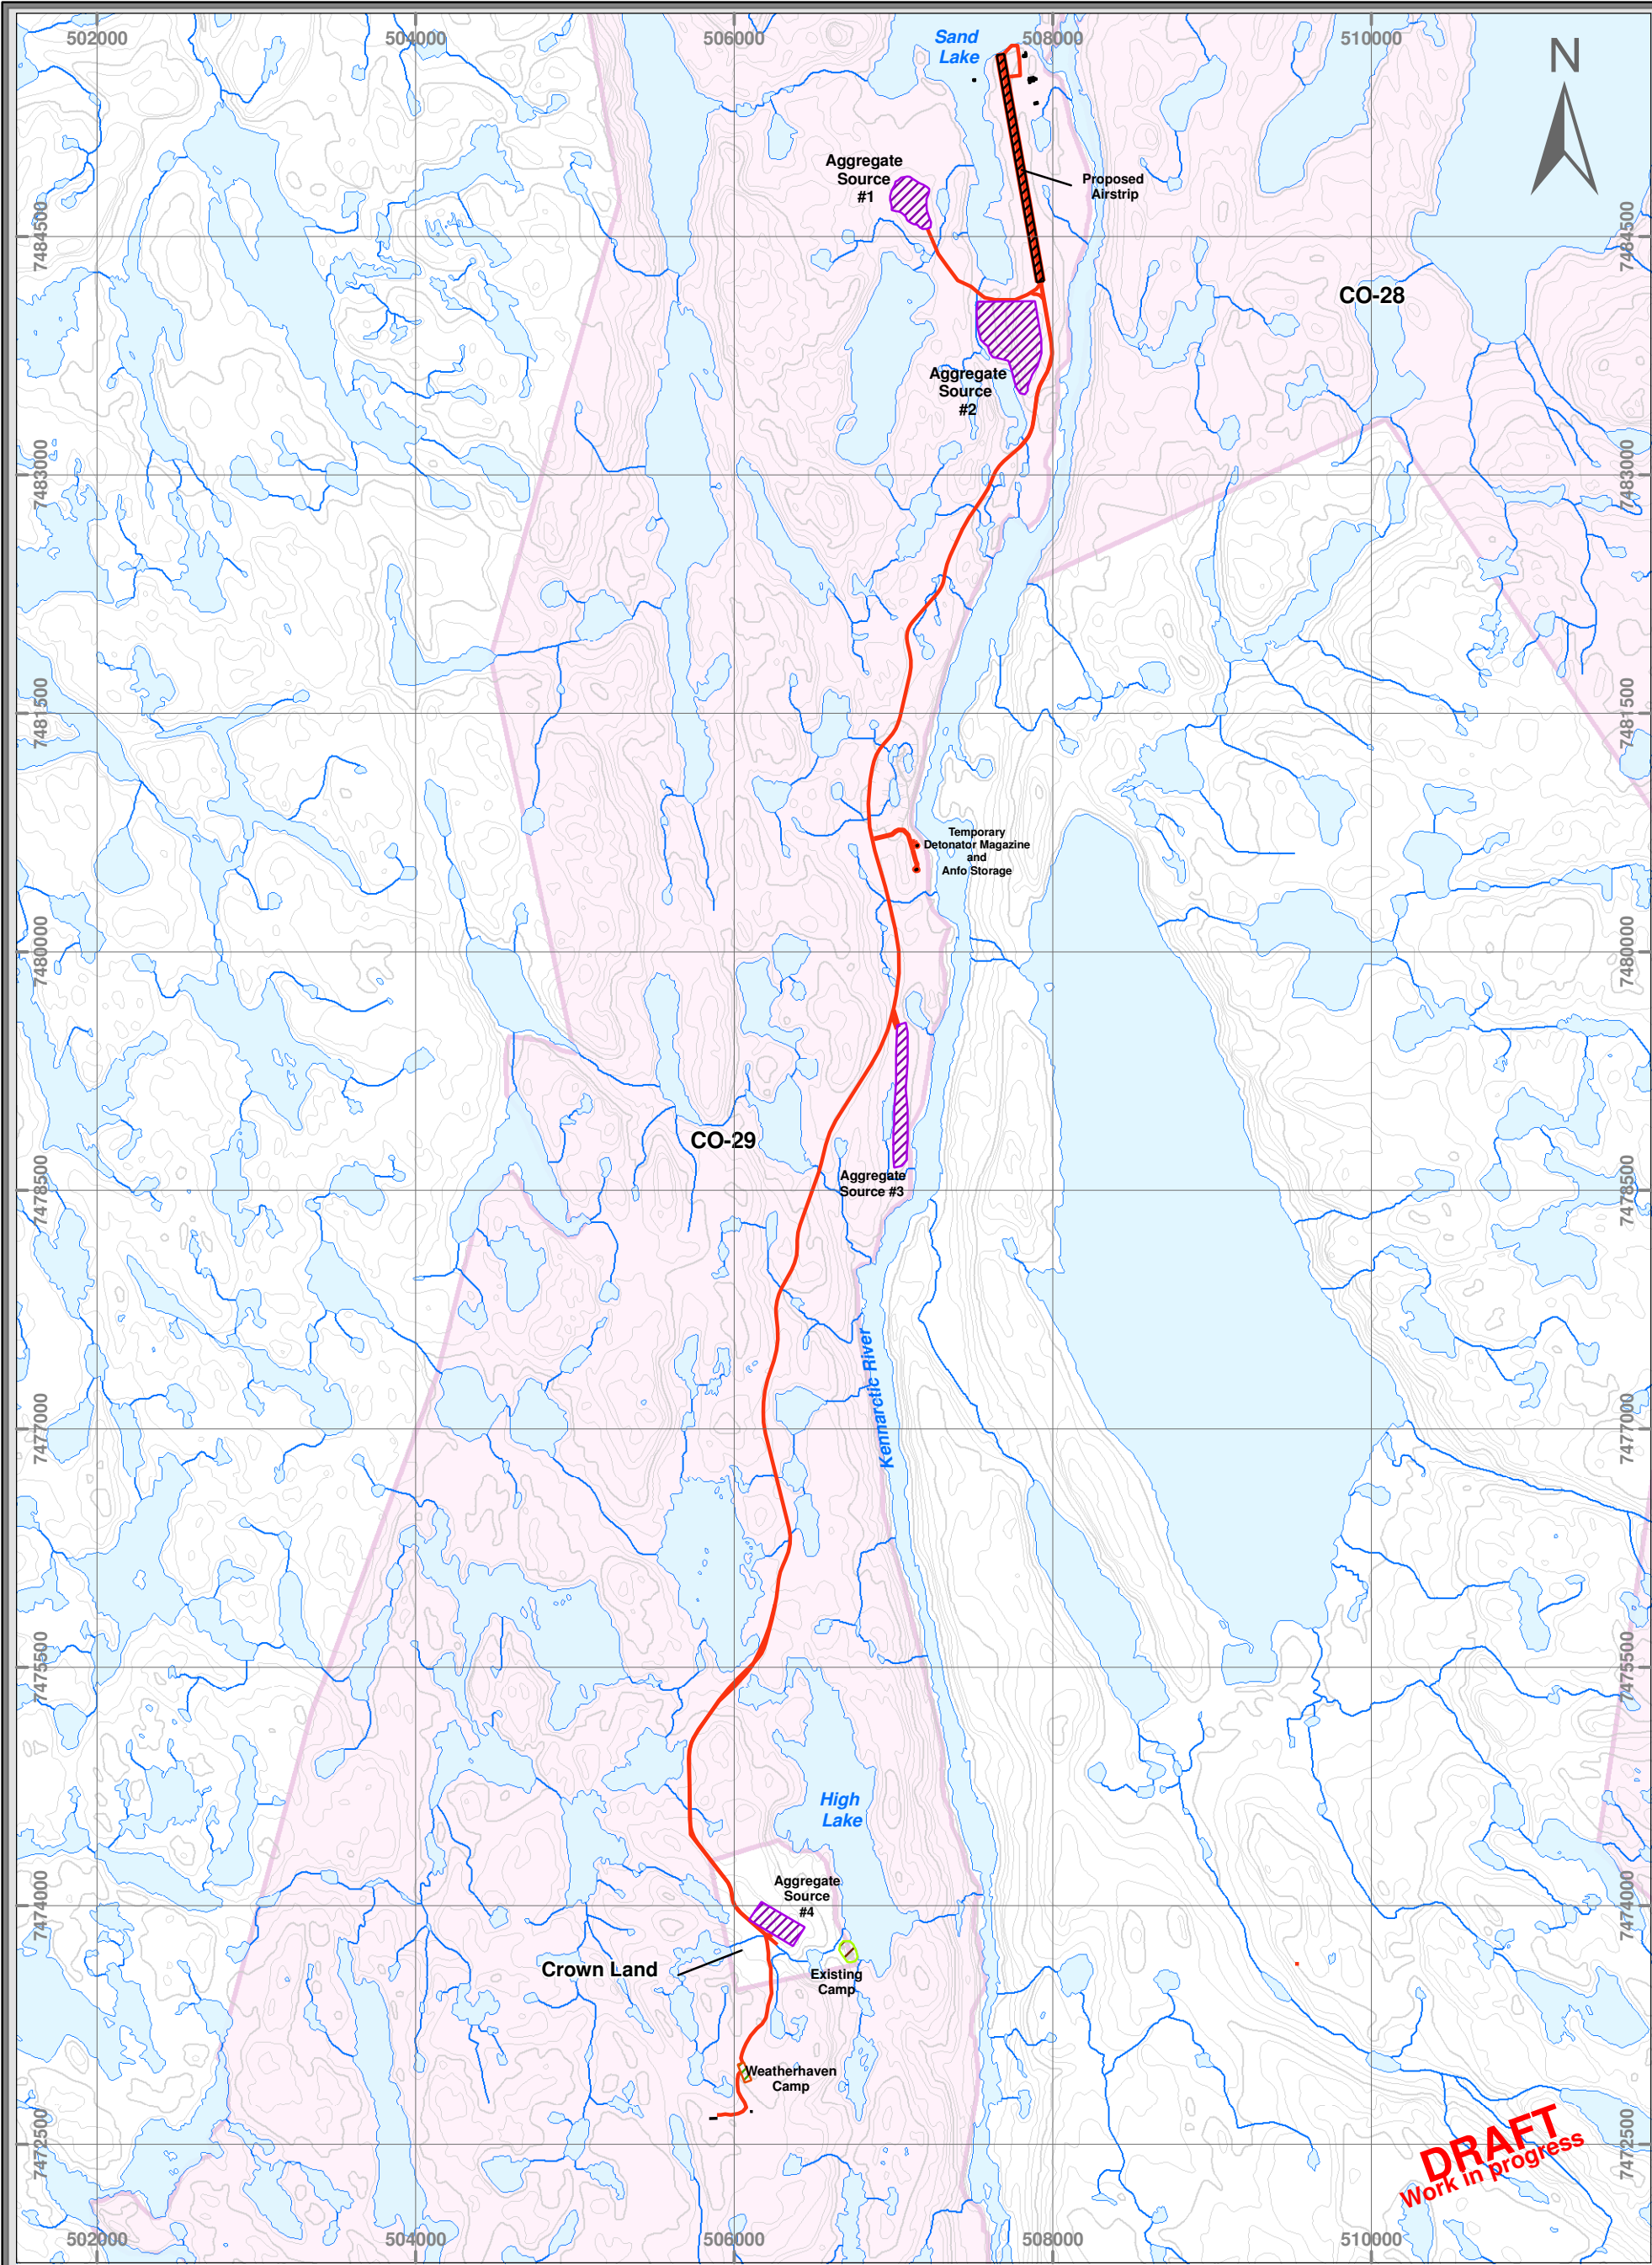 502000
504000
506000
508000
510000
Sand
Lake
N
Aggregate
Source
#1
Proposed
Airstrip
7484500
7484500
CO-28
Aggregate
Source
#2
7483000
7483000
7481500
7481500
Temporary
Detonator Magazine
and
Anfo Storage
7480000
7480000
CO-29
Aggregate
Source #3
7478500
7478500
Kennarctic River
7477000
7477000
7475500
7475500
High
Lake
Aggregate
Source
#4
7474000
7474000
Crown Land
Existing
Camp
Weatherhaven
Camp
DRAFT
Work in progress
7472500
7472500
502000
504000
506000
508000
510000